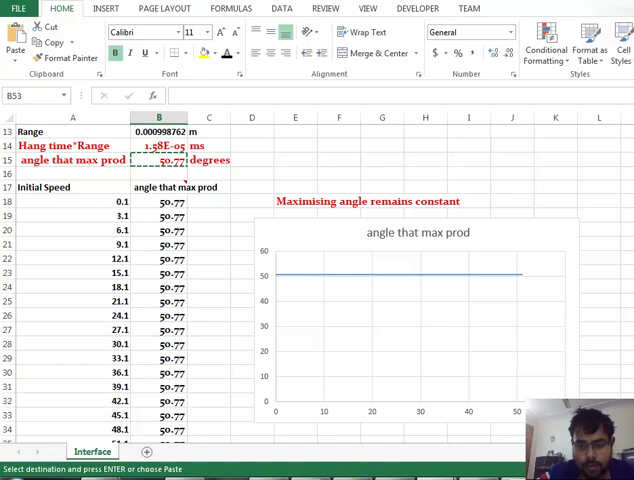 FILE HOME INSERT PAGE LAYOUT FORMULAS DATA REVIEW VIEW DEVELOPER TEAM
Cut Calibri 11 A A Wrap Text General
Copy
Paste Format Painter B I U A Merge & Center $ % , Conditional Formatting Format as Table Cell Styles
Clipboard Font Alignment Number Styles
B53 fx
A B C D E F G H I J K L
13 Range 0.000998762 m
14 Hang time*Range 1.58E-05 ms
15 angle that max prod 50.77 degrees
16
17 Initial Speed angle that max prod
18 0.1 50.77 Maximising angle remains constant
19 3.1 50.77
20 6.1 50.77 angle that max prod
21 9.1 50.77 60
22 12.1 50.77
23 15.1 50.77 50
24 18.1 50.77
25 21.1 50.77 40
26 24.1 50.77
27 27.1 50.77 30
28 30.1 50.77
29 33.1 50.77 20
30 36.1 50.77
31 39.1 50.77 10
32 42.1 50.77 0
33 45.1 50.77 0 10 20 30 40 50
34 48.1 50.77
Interface
Select destination and press ENTER or choose Paste